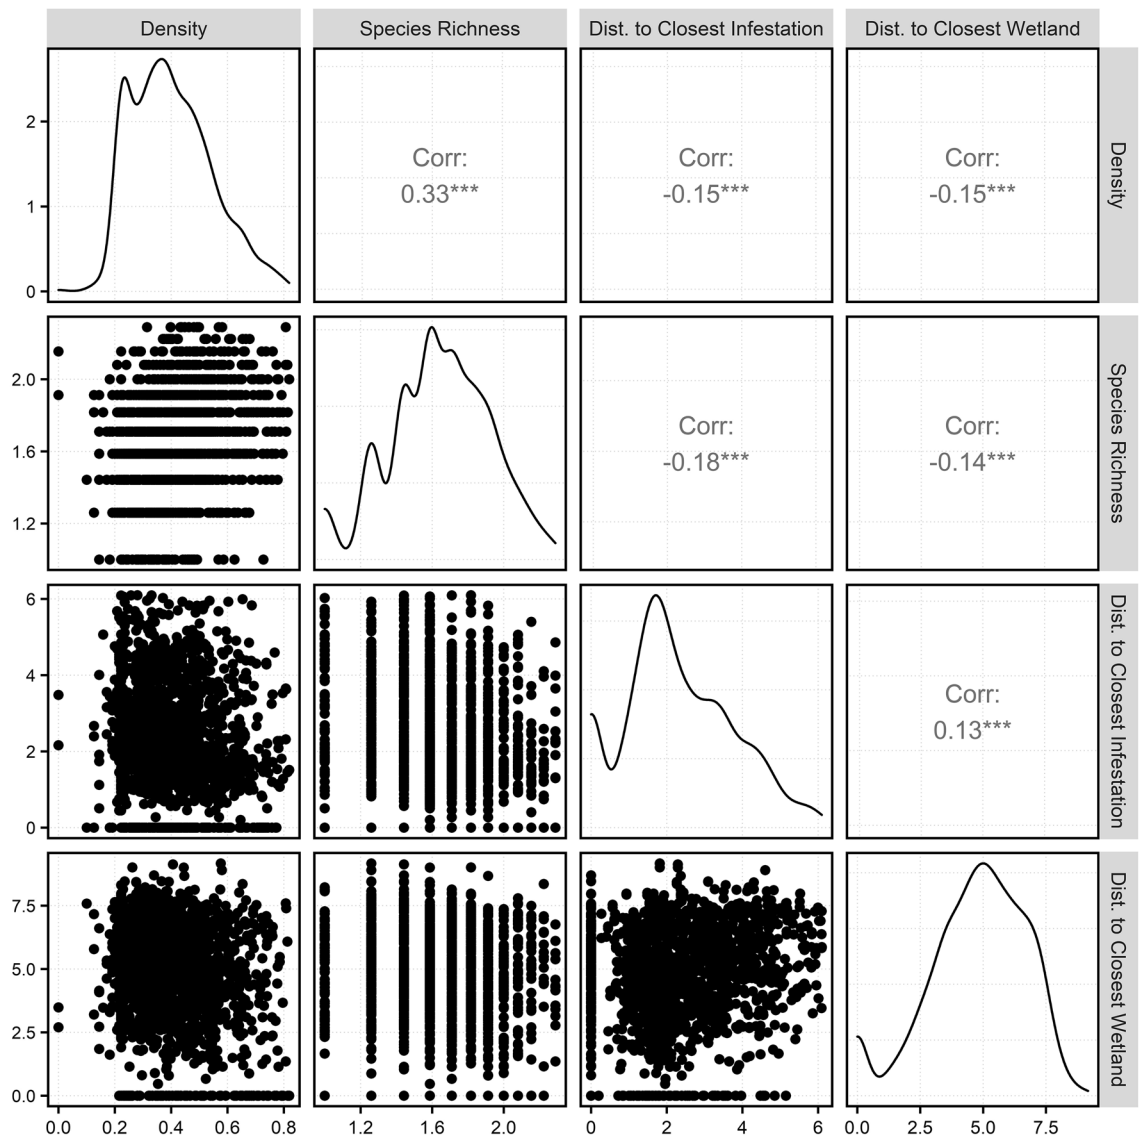 Density
Species Richness
Dist. to Closest Infestation
Dist. to Closest Wetland
2
1
0
Corr:
0.33***
Corr:
-0.15***
Corr:
-0.15***
Density
2.0
1.6
1.2
Corr:
-0.18***
Corr:
-0.14***
Species Richness
6
4
2
0
Corr:
0.13***
Dist. to Closest Infestation
7.5
5.0
2.5
0.0
Dist. to Closest Wetland
0.0 0.2 0.4 0.6 0.8
1.2 1.6 2.0
0 2 4 6
0.0 2.5 5.0 7.5